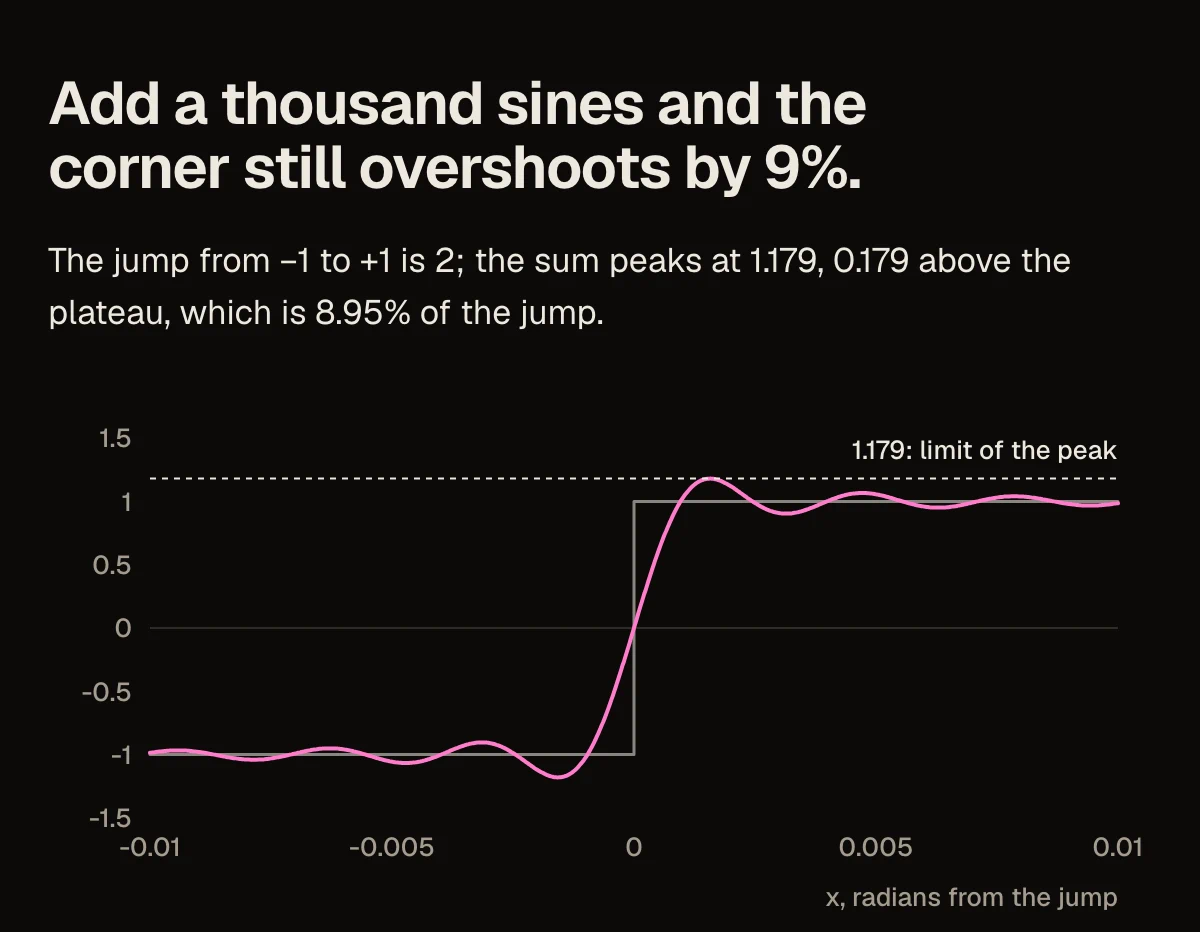 Add a thousand sines and the
corner still overshoots by 9%.
The jump from −1 to +1 is 2; the sum peaks at 1.179, 0.179 above the
plateau, which is 8.95% of the jump.
1.5
1.179: limit of the peak
1
0.5
0
-0.5
-1
-1.5
-0.01 -0.005 0 0.005 0.01
x, radians from the jump